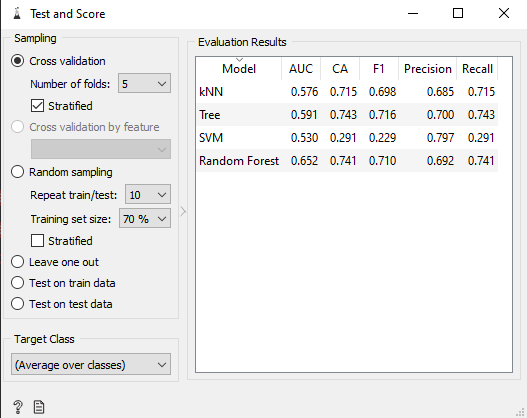 Test and Score
Sampling
Cross validation
Number of folds: 5
Stratified
Cross validation by feature
Random sampling
Repeat train/test: 10
Training set size: 70 %
Stratified
Leave one out
Test on train data
Test on test data
Target Class
(Average over classes)
Evaluation Results
Model AUC CA F1 Precision Recall
kNN 0.576 0.715 0.698 0.685 0.715
Tree 0.591 0.743 0.716 0.700 0.743
SVM 0.530 0.291 0.229 0.797 0.291
Random Forest 0.652 0.741 0.710 0.692 0.741